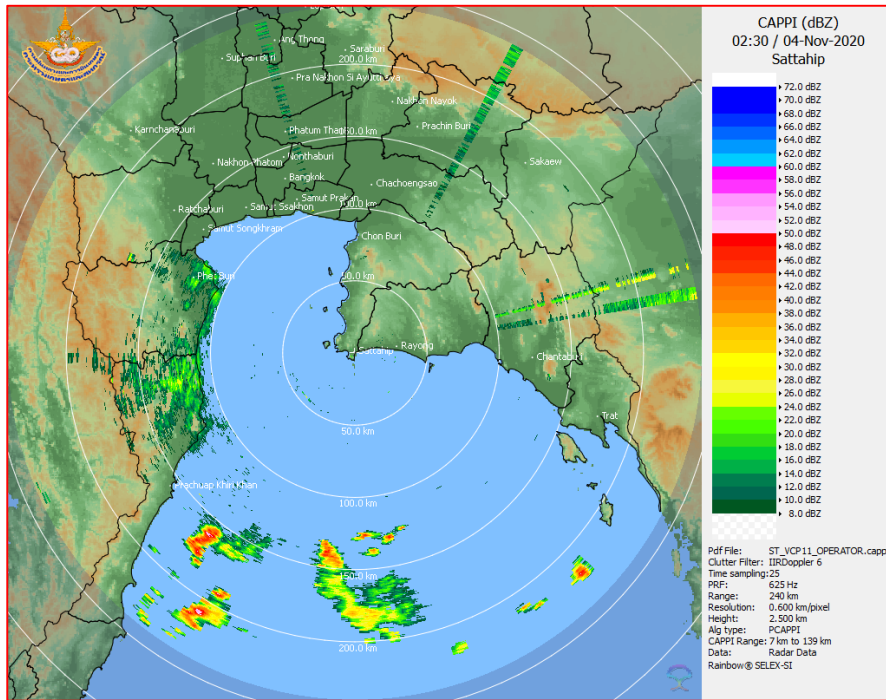 CAPPI (dBZ)
02:30 / 04-Nov-2020
Sattahip
72.0 dBZ
70.0 dBZ
68.0 dBZ
66.0 dBZ
64.0 dBZ
62.0 dBZ
60.0 dBZ
58.0 dBZ
56.0 dBZ
54.0 dBZ
52.0 dBZ
50.0 dBZ
48.0 dBZ
46.0 dBZ
44.0 dBZ
42.0 dBZ
40.0 dBZ
38.0 dBZ
36.0 dBZ
34.0 dBZ
32.0 dBZ
30.0 dBZ
28.0 dBZ
26.0 dBZ
24.0 dBZ
22.0 dBZ
20.0 dBZ
18.0 dBZ
16.0 dBZ
14.0 dBZ
12.0 dBZ
10.0 dBZ
8.0 dBZ
Pdf File: ST_VCP11_OPERATOR.capp
Clutter Filter: IIRDoppler 6
Time sampling:25
PRF: 625 Hz
Range: 240 km
Resolution: 0.600 km/pixel
Height: 2.500 km
Alg type: PCAPPI
CAPPI Range: 7 km to 139 km
Data: Radar Data
Rainbow® SELEX-SI
Ang Thong
Saraburi
Suphan Buri
200.0 km
Pra Nakhon Si Ayutthaya
Nakhan Nayok
Karnchanaburi
Phatum Thani
Prachin Buri
Nonthaburi
Nakhon Phatom
Sakaew
Bangkok
Chachoengsao
Samut Prakan
Ratchaburi
Samut Ssakhon
100.0 km
Samut Songkhram
Chon Buri
50.0 km
Sattahip
Rayong
Chantaburi
Trat
50.0 km
Prachuap Khiri Khan
100.0 km
150.0 km
200.0 km